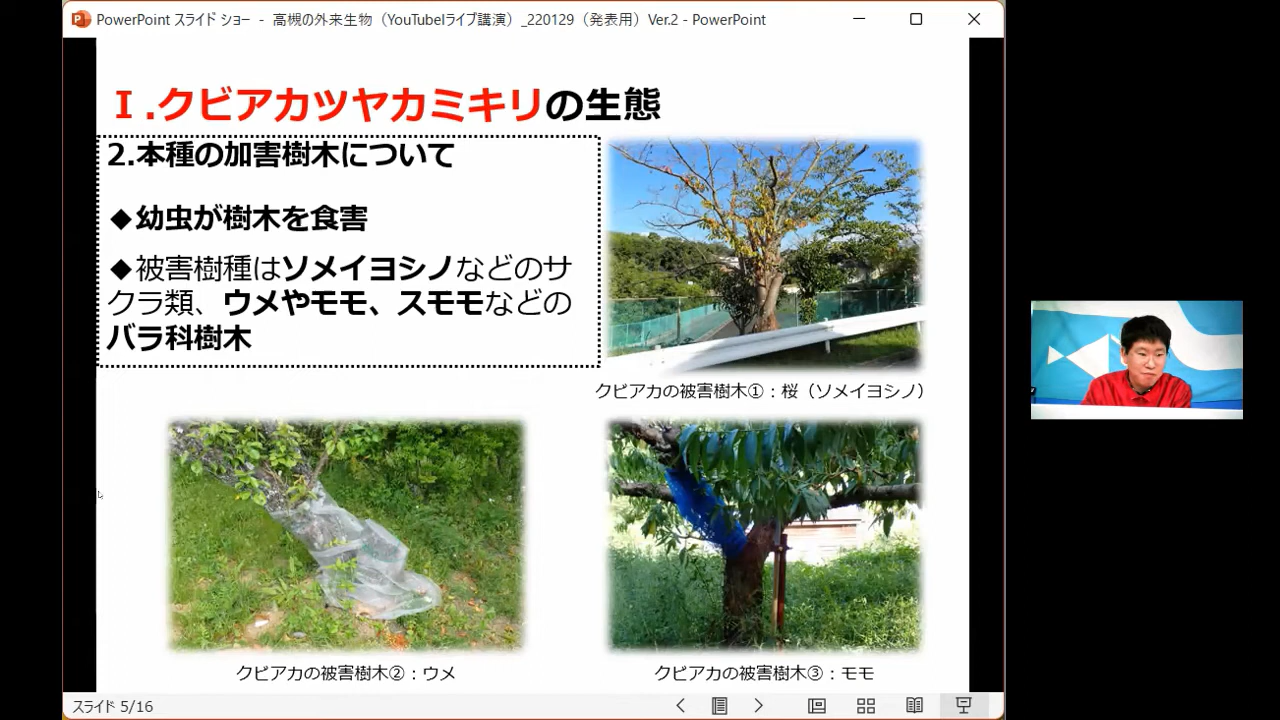 PowerPoint スライド ショー - 高槻の外来生物（YouTubeIライブ講演）_220129（発表用）Ver.2 - PowerPoint
Ⅰ.クビアカツヤカミキリの生態
2.本種の加害樹木について
◆幼虫が樹木を食害
◆被害樹種はソメイヨシノなどのサ
クラ類、ウメやモモ、スモモなどの
バラ科樹木
クビアカの被害樹木①：桜（ソメイヨシノ）
クビアカの被害樹木②：ウメ
クビアカの被害樹木③：モモ
スライド 5/16